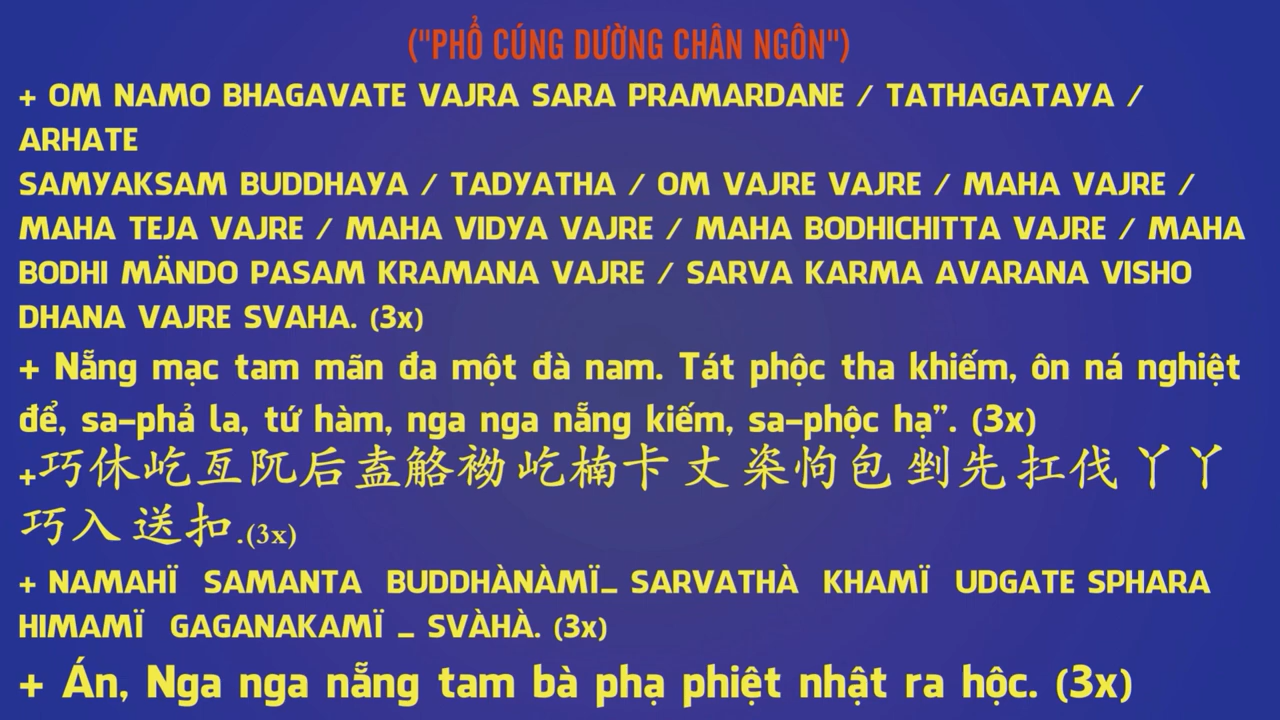 ("PHỔ CÚNG DƯỜNG CHÂN NGÔN")
+ OM NAMO BHAGAVATE VAJRA SARA PRAMARDANE / TATHAGATAYA /
ARHATE
SAMYAKSAM BUDDHAYA / TADYATHA / OM VAJRE VAJRE / MAHA VAJRE /
MAHA TEJA VAJRE / MAHA VIDYA VAJRE / MAHA BODHICHITTA VAJRE / MAHA
BODHI MÄNDO PASAM KRAMANA VAJRE / SARVA KARMA AVARANA VISHO
DHANA VAJRE SVAHA. (3x)
+ Nẵng mạc tam mãn đa một đà nam. Tát phộc tha khiếm, ôn ná nghiệt
để, sa-phả la, tứ hàm, nga nga nẵng kiếm, sa-phộc hạ”. (3x)
+巧休屹亙阢后盍觡袎 屹楠卡 丈 栥怐包 剉先 扛伐 丫丫
巧入 送扣.(3x)
+ NAMAHÏ SAMANTA BUDDHÀNÀMÏ_ SARVATHÀ KHAMÏ UDGATE SPHARA
HIMAMÏ GAGANAKAMÏ _ SVÀHÀ. (3x)
+ Án, Nga nga nẵng tam bà phạ phiệt nhật ra hộc. (3x)